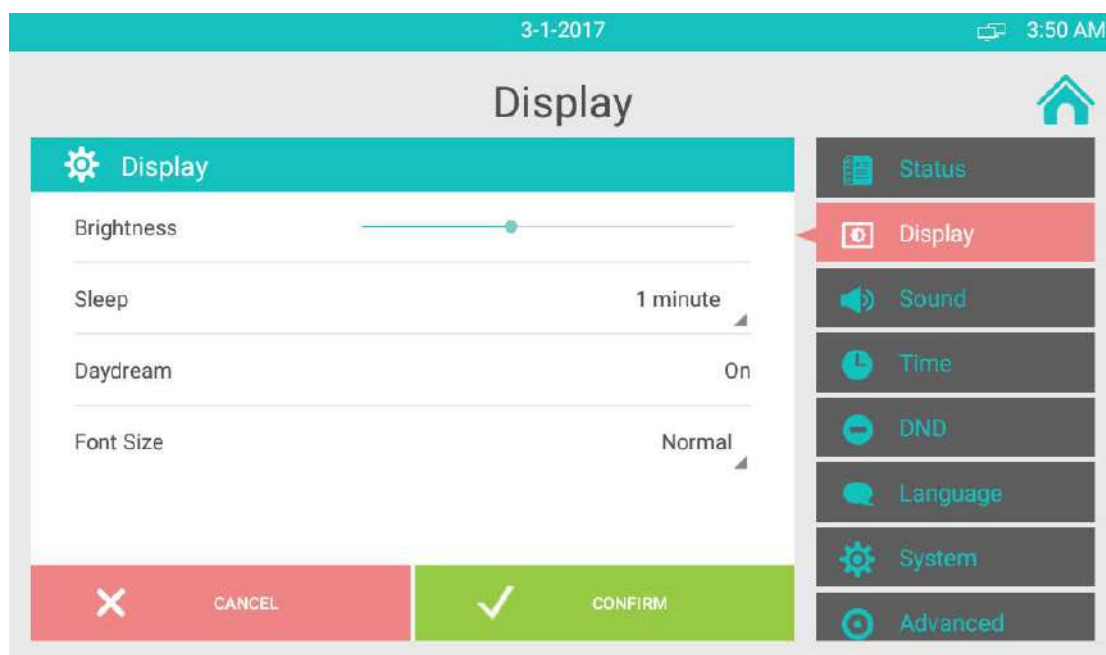 3-1-2017 3:50 AM
Display
Display
Brightness
Sleep 1 minute
Daydream On
Font Size Normal
CANCEL CONFIRM
Status
Display
Sound
Time
DND
Language
System
Advanced